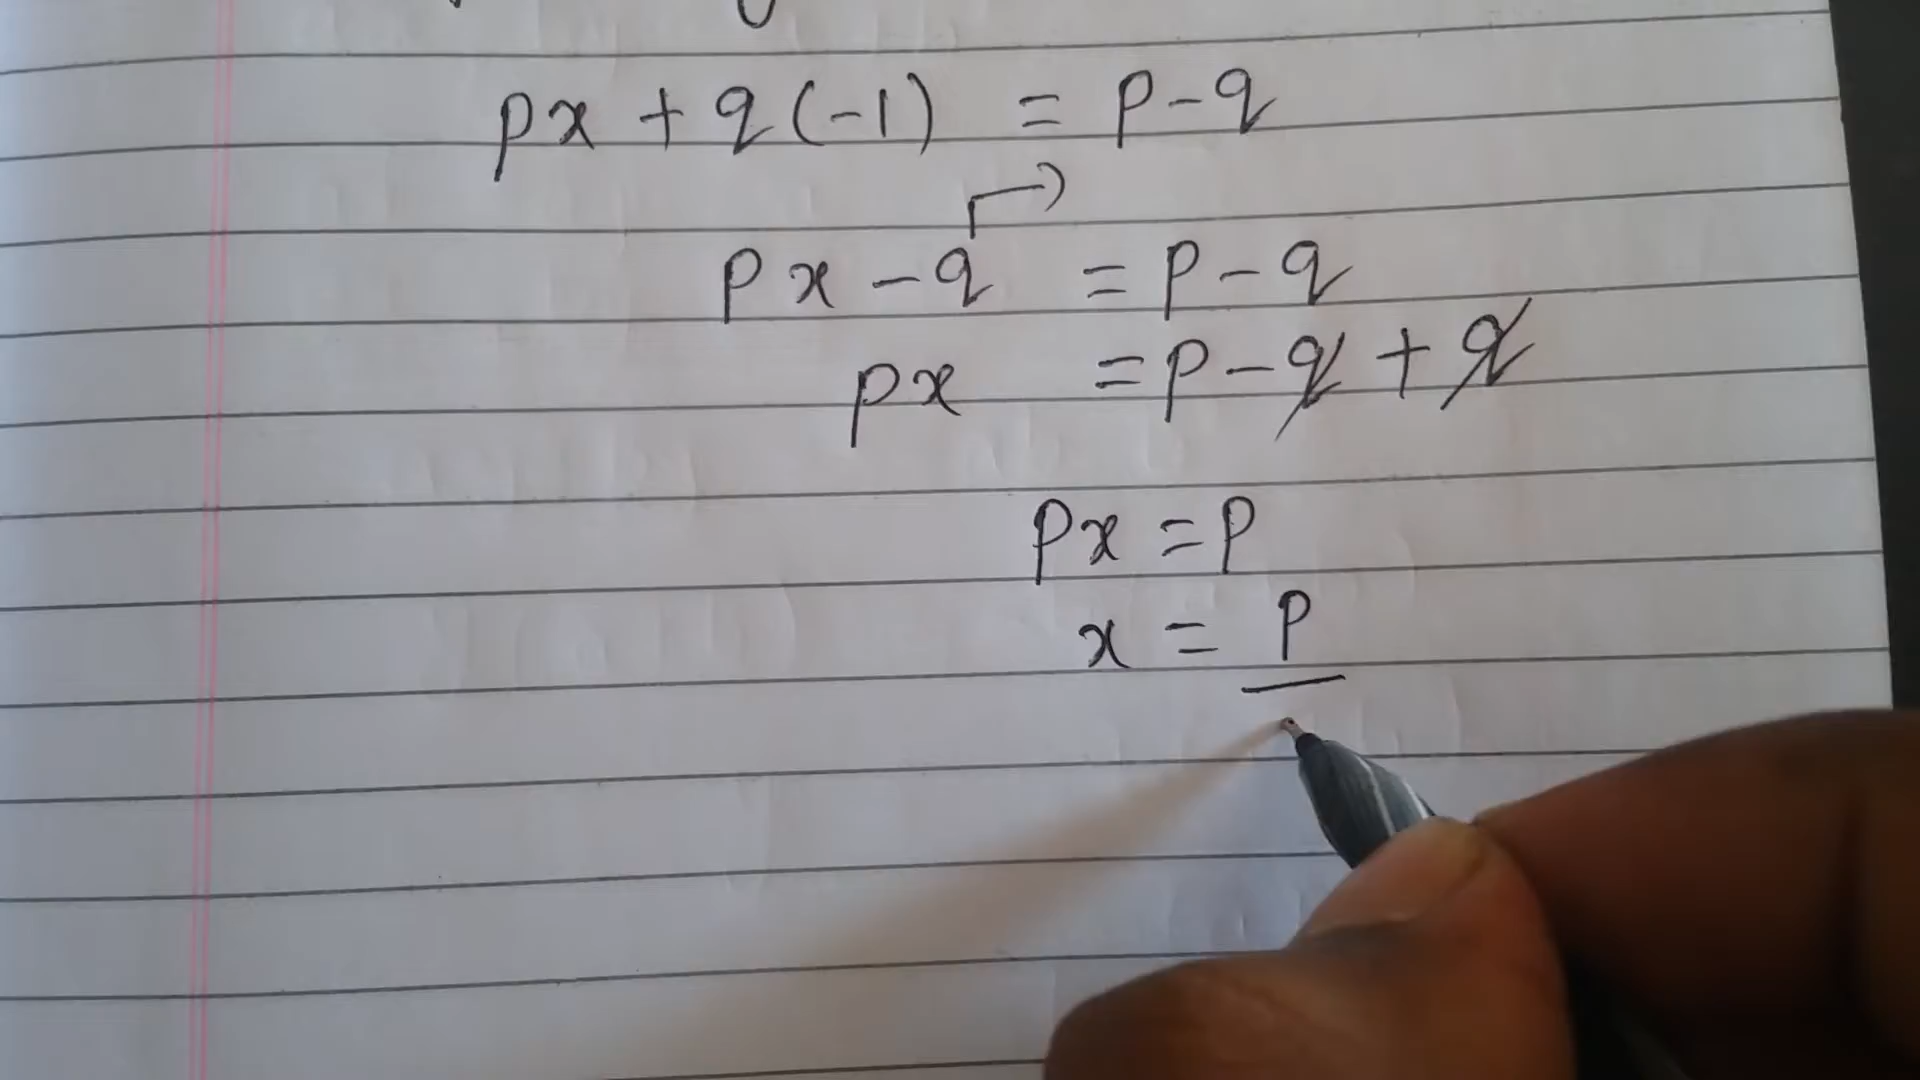 px + q(-1) = p - q
px - q = p - q
px = p - q + q
px = p
x = p